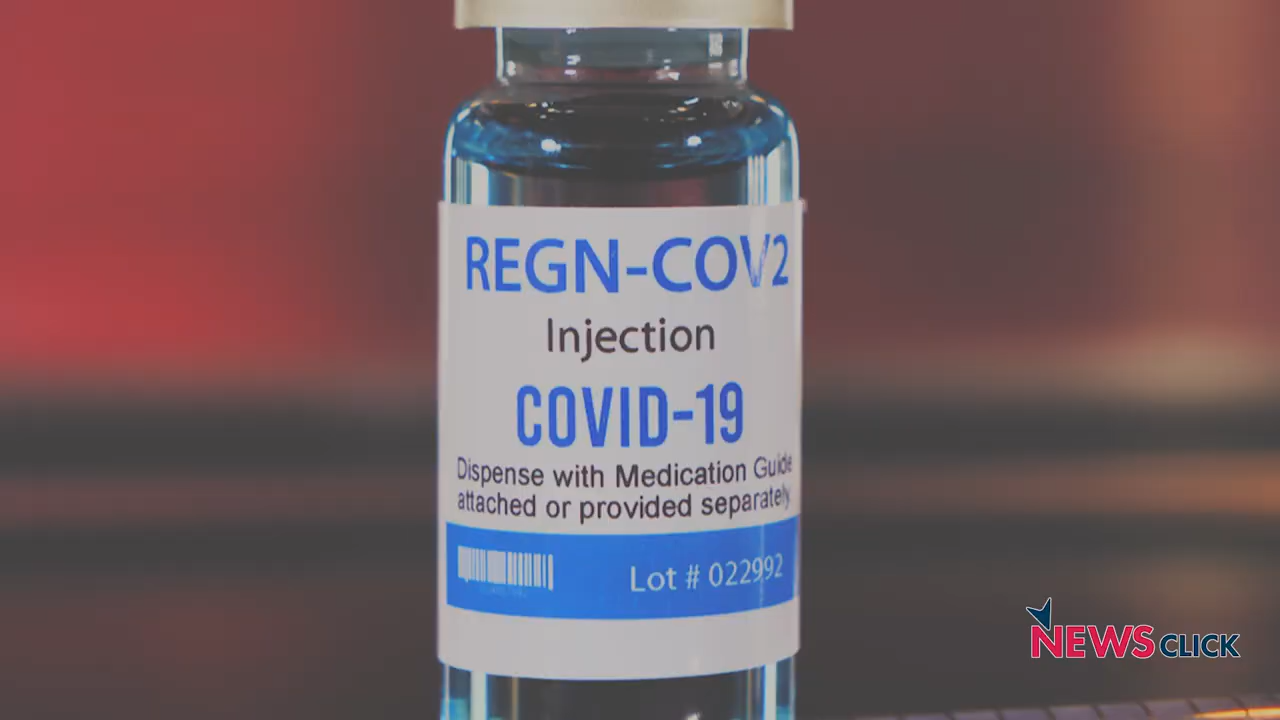 REGN-COV2
Injection
COVID-19
Dispense with Medication Guide
attached or provided separately
Lot # 022992
NEWSCLICK